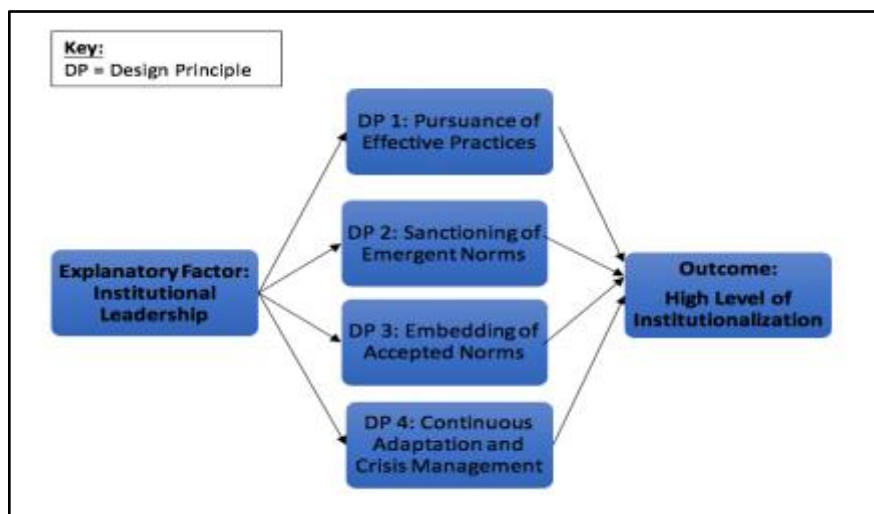 Key:
DP = Design Principle
DP 1: Pursuance of
Effective Practices
DP 2: Sanctioning of
Emergent Norms
Explanatory Factor:
Institutional
Leadership
Outcome:
High Level of
Institutionalization
DP 3: Embedding of
Accepted Norms
DP 4: Continuous
Adaptation and
Crisis Management